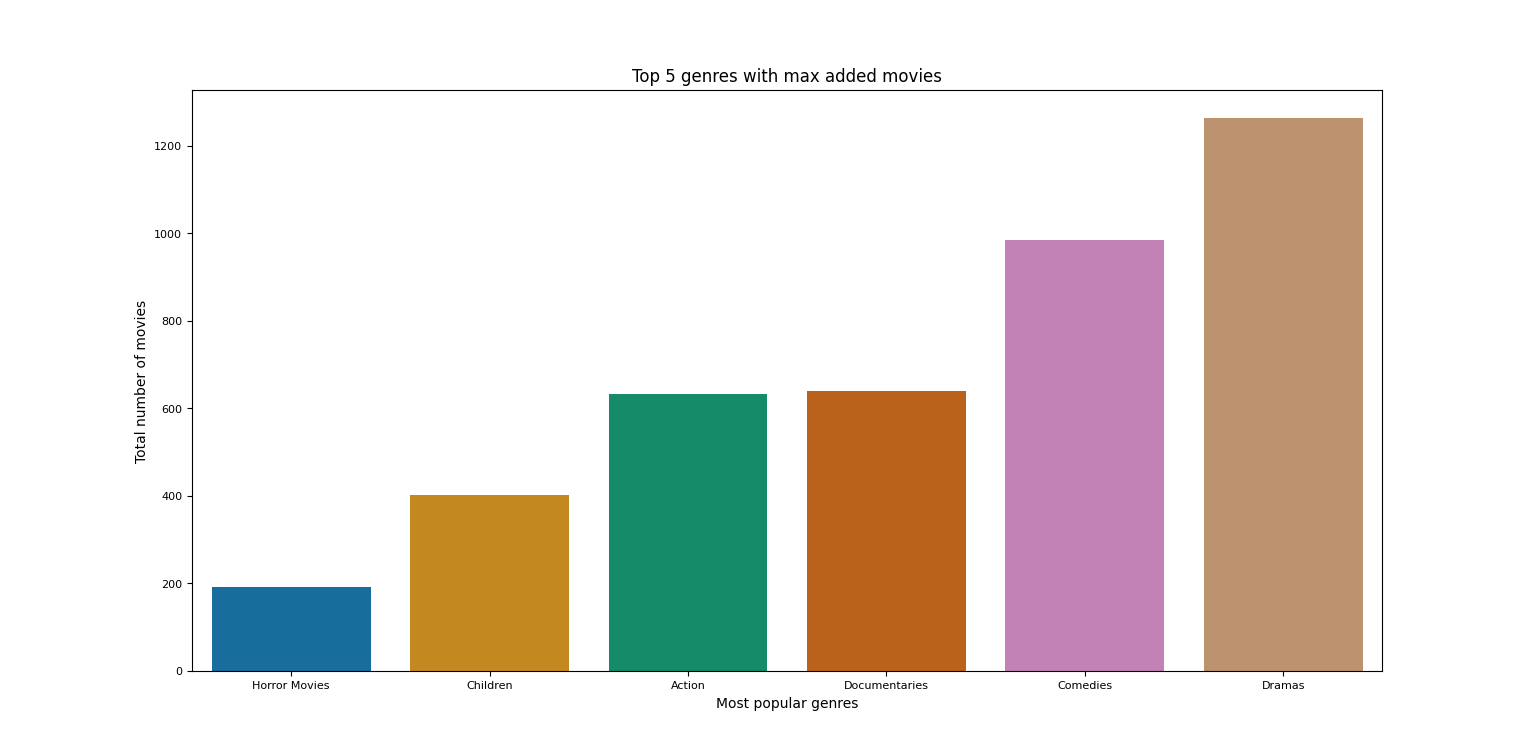 Top 5 genres with max added movies
Total number of movies
1200
1000
800
600
400
200
0
Horror Movies
Children
Action
Documentaries
Comedies
Dramas
Most popular genres